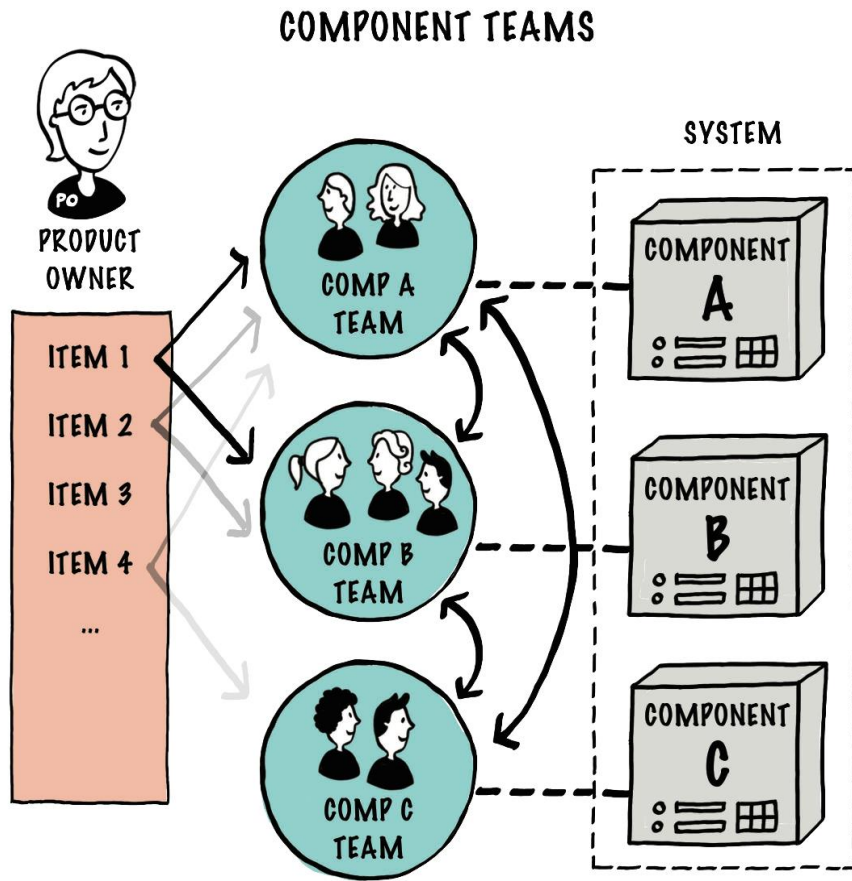 COMPONENT TEAMS
PO
PRODUCT
OWNER
ITEM 1
ITEM 2
ITEM 3
ITEM 4
...
COMP A
TEAM
COMP B
TEAM
COMP C
TEAM
SYSTEM
COMPONENT
A
COMPONENT
B
COMPONENT
C